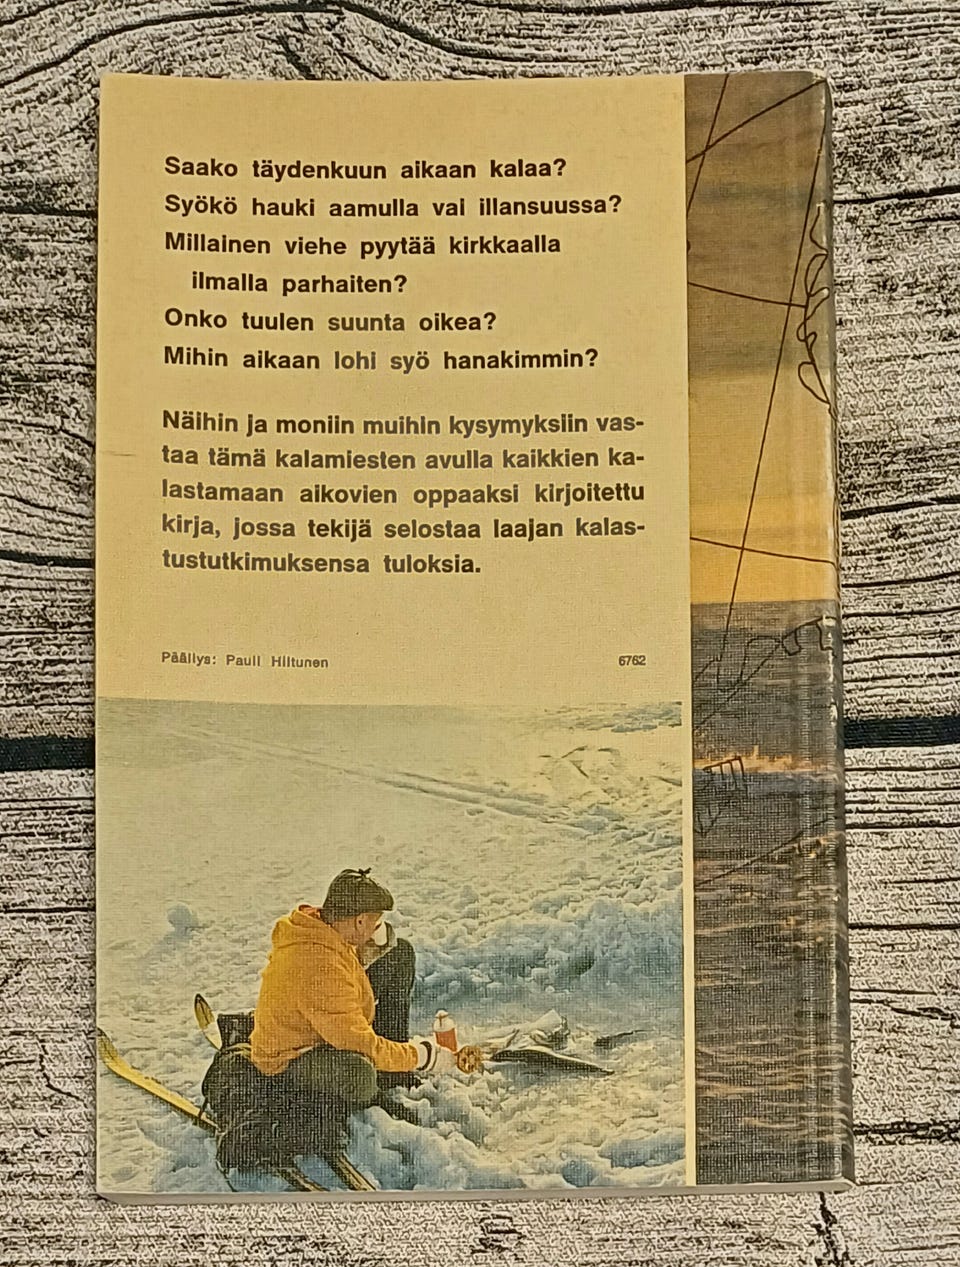 Saako täydenkuun aikaan kalaa?
Syökö hauki aamulla vai illansuussa?
Millainen viehe pyytää kirkkaalla
ilmalla parhaiten?
Onko tuulen suunta oikea?
Mihin aikaan lohi syö hanakimmin?
Näihin ja moniin muihin kysymyksiin vas-
taa tämä kalamiesten avulla kaikkien ka-
lastamaan aikovien oppaaksi kirjoitettu
kirja, jossa tekijä selostaa laajan kalas-
tustutkimuksensa tuloksia.
Päällys: Pauli Hiltunen 6762